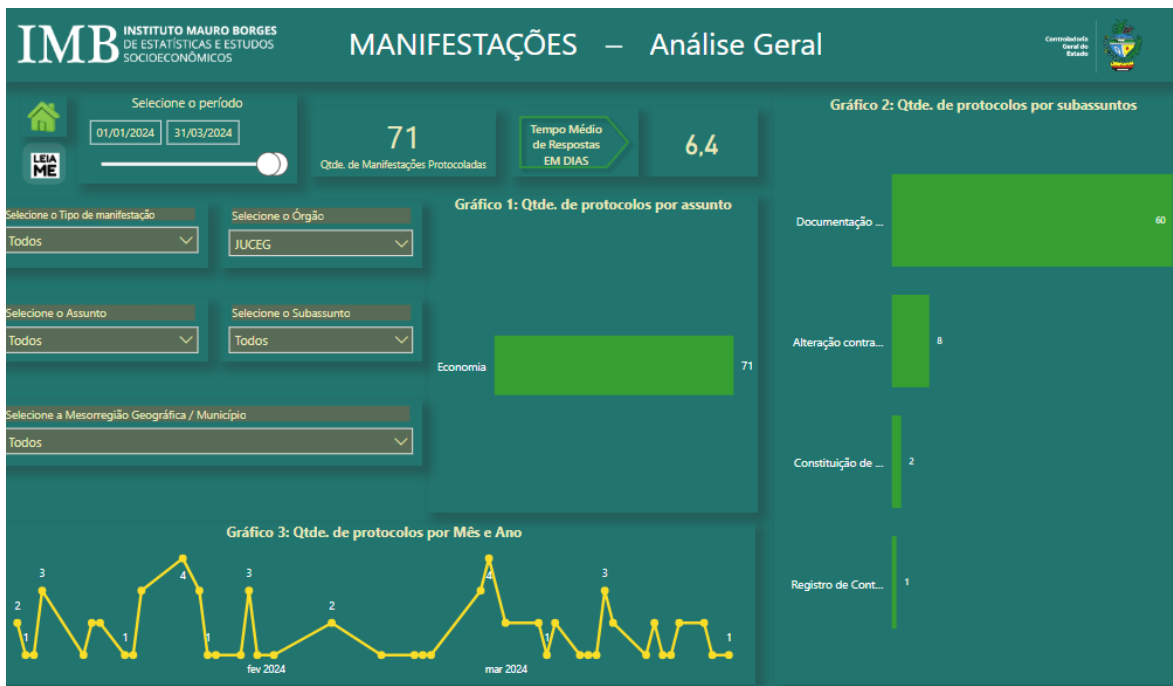 IMB
INSTITUTO MAURO BORGES
DE ESTATÍSTICAS E ESTUDOS
SOCIOECONÔMICOS
MANIFESTAÇÕES – Análise Geral
Controladoria
Geral do
Estado
Selecione o período
01/01/2024 31/03/2024
LEIA
ME
71
Qtde. de Manifestações Protocoladas
Tempo Médio
de Respostas
EM DIAS
6,4
Selecione o Tipo de manifestação
Todos
Selecione o Órgão
JUCEG
Selecione o Assunto
Todos
Selecione o Subassunto
Todos
Selecione a Mesorregião Geográfica / Município
Todos
Gráfico 1: Qtde. de protocolos por assunto
Economia 71
Gráfico 2: Qtde. de protocolos por subassuntos
Documentação ... 60
Alteração contra... 8
Constituição de ... 2
Registro de Cont... 1
Gráfico 3: Qtde. de protocolos por Mês e Ano
2 1 3 1 4 1 3 2 4 1 3 1
fev 2024 mar 2024